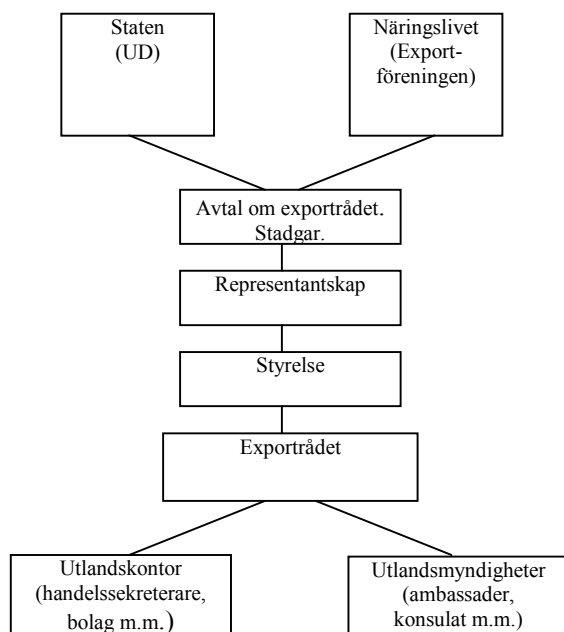 Staten
(UD)
Näringslivet
(Export-
föreningen)
Avtal om exportrådet.
Stadgar.
Representantskap
Styrelse
Exportrådet
Utlandskontor
(handelssekreterare,
bolag m.m.)
Utlandsmyndigheter
(ambassader,
konsulat m.m.)